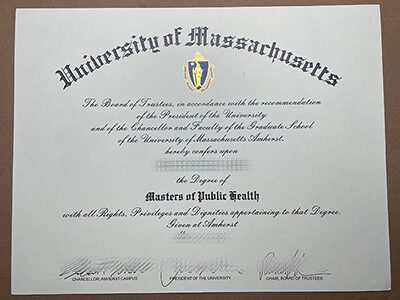 University of Massachusetts
The Board of Trustees, in accordance with the recommendation
of the President of the University
and of the Chancellor and Faculty of the Graduate School
of the University of Massachusetts Amherst,
hereby confers upon
the Degree of
Masters of Public Health
with all Rights, Privileges and Dignities appertaining to that Degree.
Given at Amherst
CHANCELLOR, AMHERST CAMPUS
PRESIDENT OF THE UNIVERSITY
CHAIR, BOARD OF TRUSTEES